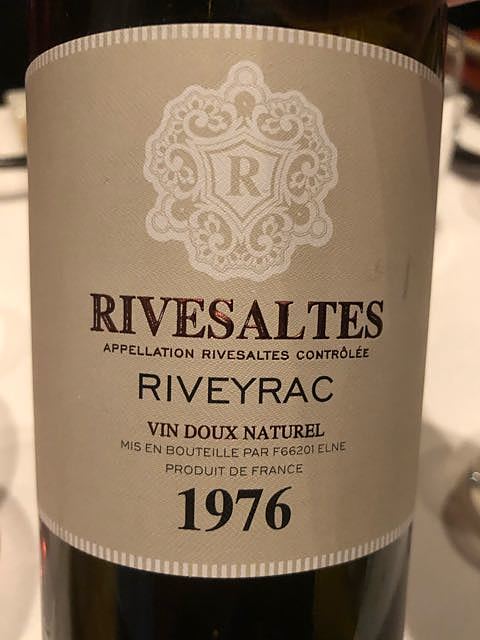 R
RIVESALTES
APPELLATION RIVESALTES CONTRÔLÉE
RIVEYRAC
VIN DOUX NATUREL
MIS EN BOUTEILLE PAR F66201 ELNE
PRODUIT DE FRANCE
1976